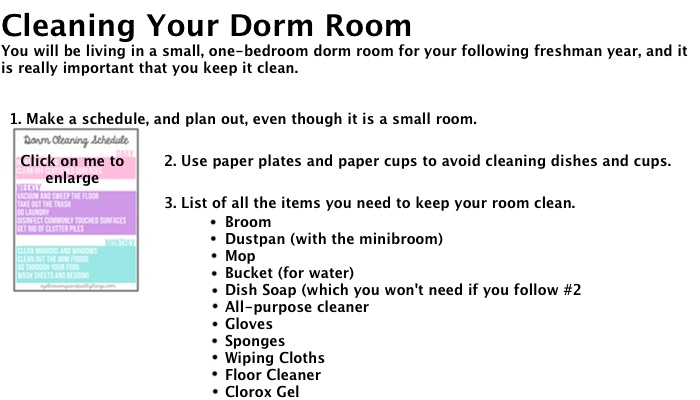 Cleaning Your Dorm Room
You will be living in a small, one-bedroom dorm room for your following freshman year, and it
is really important that you keep it clean.
1. Make a schedule, and plan out, even though it is a small room.
Dorm Cleaning Schedule
DAILY
Click on me to
enlarge
WEEKLY
VACUUM AND SWEEP THE FLOOR
TAKE OUT THE TRASH
DO LAUNDRY
DISINFECT COMMONLY TOUCHED SURFACES
GET RID OF CLUTTER PILES
MONTHLY
CLEAN MIRRORS AND WINDOWS
CLEAN OUT THE MINI FRIDGE
GO THROUGH YOUR FOOD
WASH SHEETS AND BEDDING
2. Use paper plates and paper cups to avoid cleaning dishes and cups.
3. List of all the items you need to keep your room clean.
• Broom
• Dustpan (with the minibroom)
• Mop
• Bucket (for water)
• Dish Soap (which you won't need if you follow #2
• All-purpose cleaner
• Gloves
• Sponges
• Wiping Cloths
• Floor Cleaner
• Clorox Gel